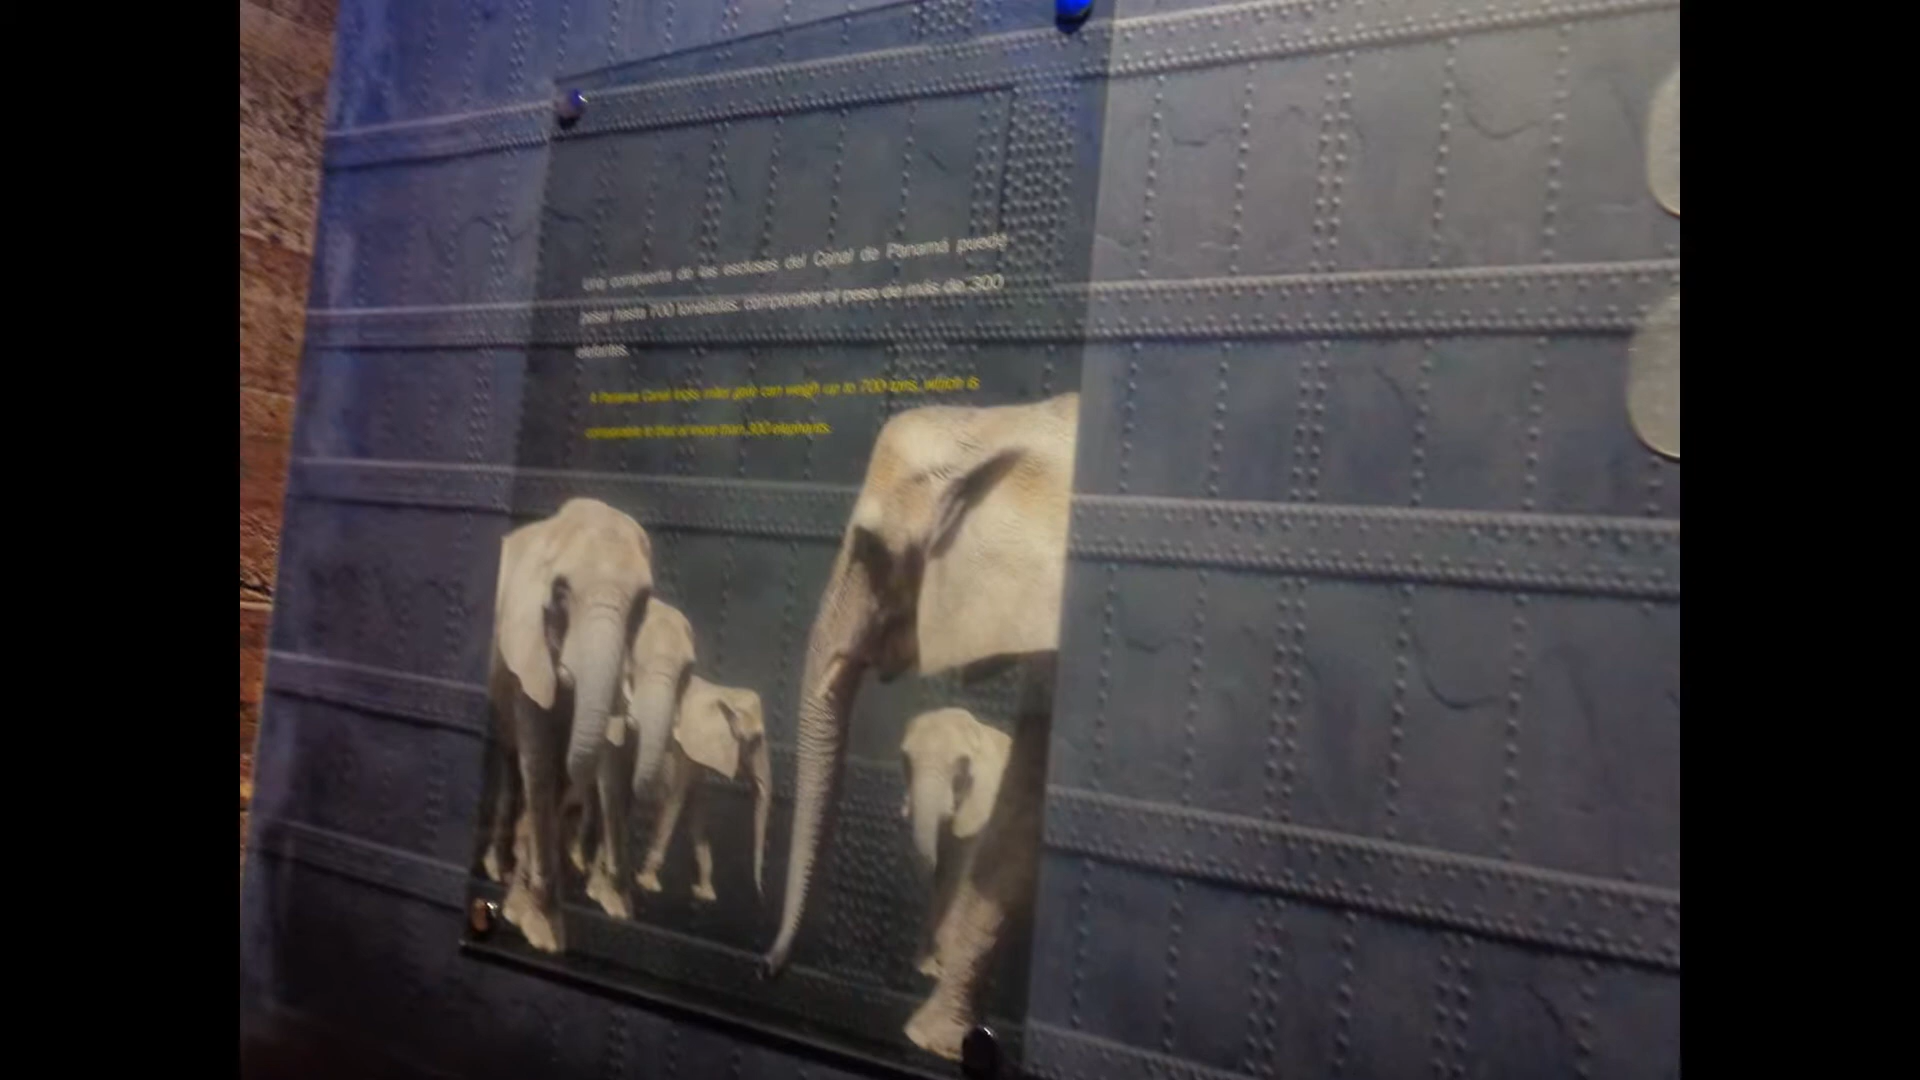 Una compuerta de las esclusas del Canal de Panamá puede
pesar hasta 700 toneladas, comparable al peso de más de 300
elefantes.
A Panama Canal locks miter gate can weigh up to 700 tons, which is
comparable to that of more than 300 elephants.